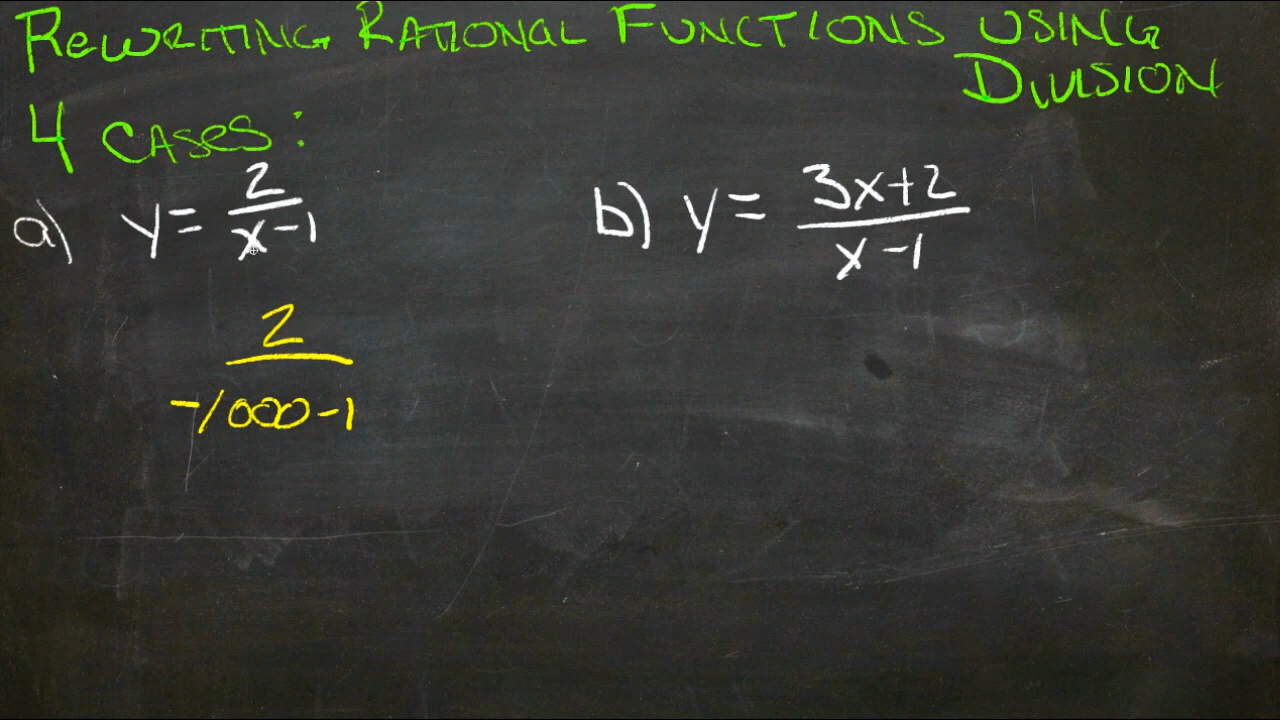 REWRITING RATIONAL FUNCTIONS USING
DIVISION
4 CASES:
a) y = 2/(x-1)
b) y = (3x+2)/(x-1)
2/(-1000-1)